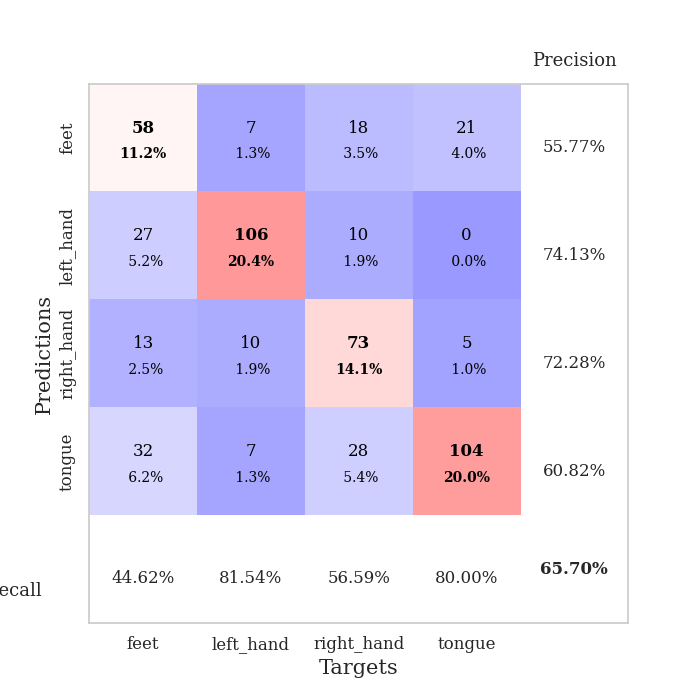 Precision
feet
58 7 18 21
11.2% 1.3% 3.5% 4.0%
55.77%
left_hand
27 106 10 0
5.2% 20.4% 1.9% 0.0%
74.13%
right_hand
13 10 73 5
2.5% 1.9% 14.1% 1.0%
72.28%
tongue
32 7 28 104
6.2% 1.3% 5.4% 20.0%
60.82%
Predictions
ecall
44.62% 81.54% 56.59% 80.00% 65.70%
feet left_hand right_hand tongue
Targets